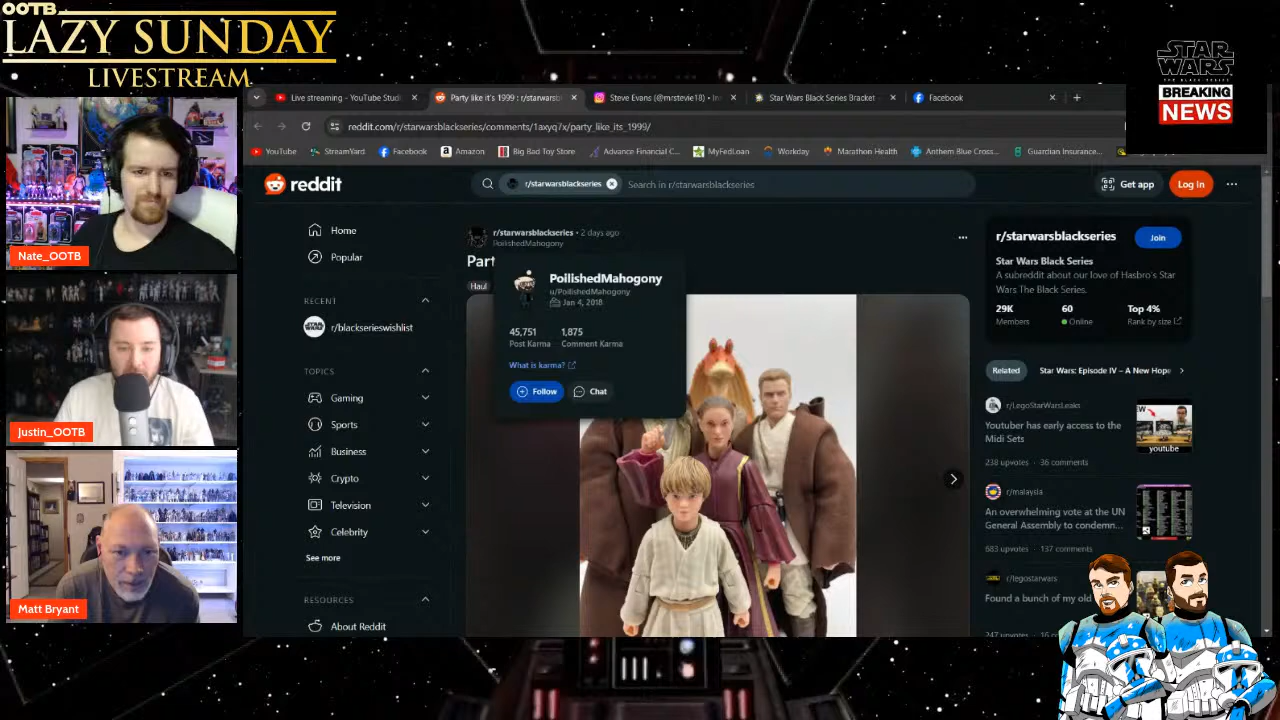 OOTB
LAZY SUNDAY
LIVESTREAM
STAR
WARS
BREAKING
NEWS
Live streaming - YouTube Studi
Party like it's 1999 : r/starwarsb
Steve Evans (@mrstevie18) • In
Star Wars Black Series Bracket
Facebook
reddit.com/r/starwarsblackseries/comments/1axyq7x/party_like_its_1999/
YouTube
StreamYard
Facebook
Amazon
Big Bad Toy Store
Advance Financial C...
MyFedLoan
Workday
Marathon Health
Anthem Blue Cross...
Guardian Insurance...
reddit
r/starwarsblackseries
Search in r/starwarsblackseries
Get app
Log In
Home
Popular
RECENT
r/blackserieswishlist
TOPICS
Gaming
Sports
Business
Crypto
Television
Celebrity
See more
RESOURCES
About Reddit
r/starwarsblackseries • 2 days ago
PoilishedMahogony
Part
Haul
PoilishedMahogony
u/PoilishedMahogony
Jan 4, 2018
45,751
1,875
Post Karma
Comment Karma
What is karma?
Follow
Chat
r/starwarsblackseries
Join
Star Wars Black Series
A subreddit about our love of Hasbro's Star
Wars The Black Series.
29K
60
Top 4%
Members
Online
Rank by size
Related
Star Wars: Episode IV – A New Hope
r/LegoStarWarsLeaks
Youtuber has early access to the
Midi Sets
238 upvotes • 36 comments
youtube
r/malaysia
An overwhelming vote at the UN
General Assembly to condemn...
683 upvotes • 137 comments
r/legostarwars
Found a bunch of my old
Nate_OOTB
Justin_OOTB
Matt Bryant